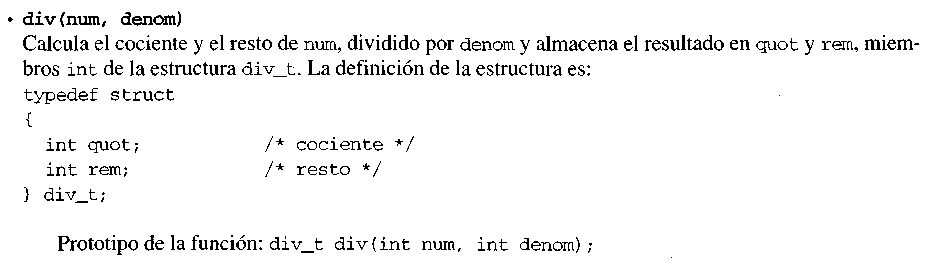 • div(num, denom)
Calcula el cociente y el resto de num, dividido por denom y almacena el resultado en quot y rem, miem-
bros int de la estructura div_t. La definición de la estructura es:
typedef struct
{
  int quot;          /* cociente */
  int rem;           /* resto */
} div_t;
Prototipo de la función: div_t div(int num, int denom);